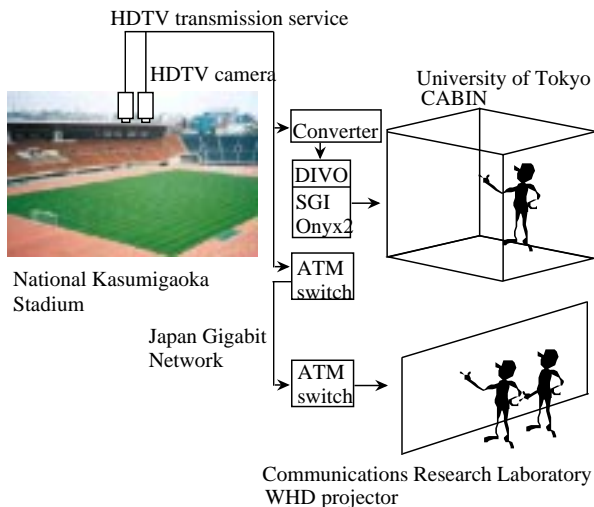 HDTV transmission service
HDTV camera
University of Tokyo
CABIN
Converter
DIVO
SGI
Onyx2
National Kasumigaoka
Stadium
ATM
switch
Japan Gigabit
Network
ATM
switch
Communications Research Laboratory
WHD projector